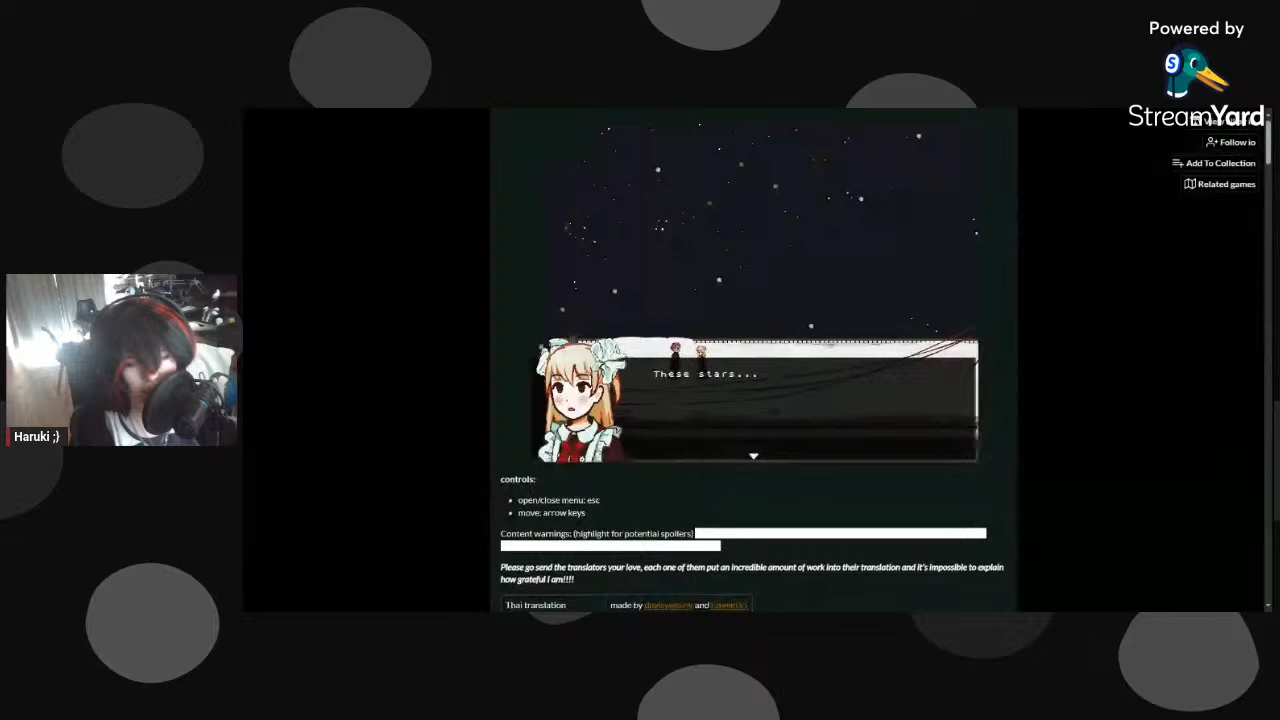 Powered by
StreamYard
Follow io
Add To Collection
Related games
These stars...
Haruki ;}
controls:
open/close menu: esc
move: arrow keys
Content warnings: (highlight for potential spoilers)
Please go send the translators your love, each one of them put an incredible amount of work into their translation and it's impossible to explain
how grateful I am!!!!
Thai translation made by and